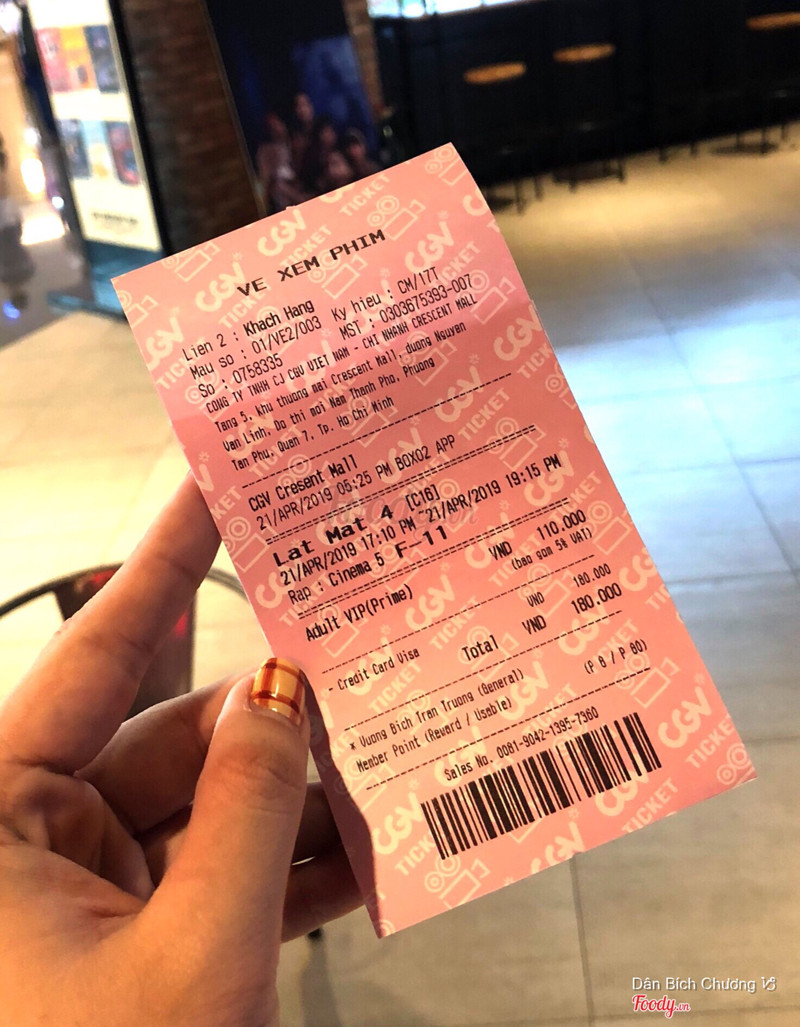 VE XEM PHIM
Lien 2 : Khach Hang
Mau so : 01/VE2/003 Ky hieu : CM/17T
So : 0758335 MST : 0303675393-007
CONG TY TNHH CJ CGV VIET NAM - CHI NHANH CRESCENT MALL
Tang 5, khu thuong mai Crescent Mall, duong Nguyen
Van Linh, Do thi moi Nam Thanh Pho, Phuong
Tan Phu, Quan 7, Tp. Ho Chi Minh
CGV Cresent Mall
21/APR/2019 05:25 PM BOX02 APP
Lat Mat 4 [C16]
21/APR/2019 17:10 PM ~21/APR/2019 19:15 PM
Rap : Cinema 5 F-11
Adult VIP(Prime) VND 110.000
(bao gom 5% VAT)
- Credit Card Visa VND 180.000
Total VND 180.000
* Vuong Bich Tran Truong (General)
Member Point (Reward / Usable) (P 8 / P 80)
Sales No. 0081-9042-1395-7360
CGV TICKET
Dân Bích Chương
Foody.vn